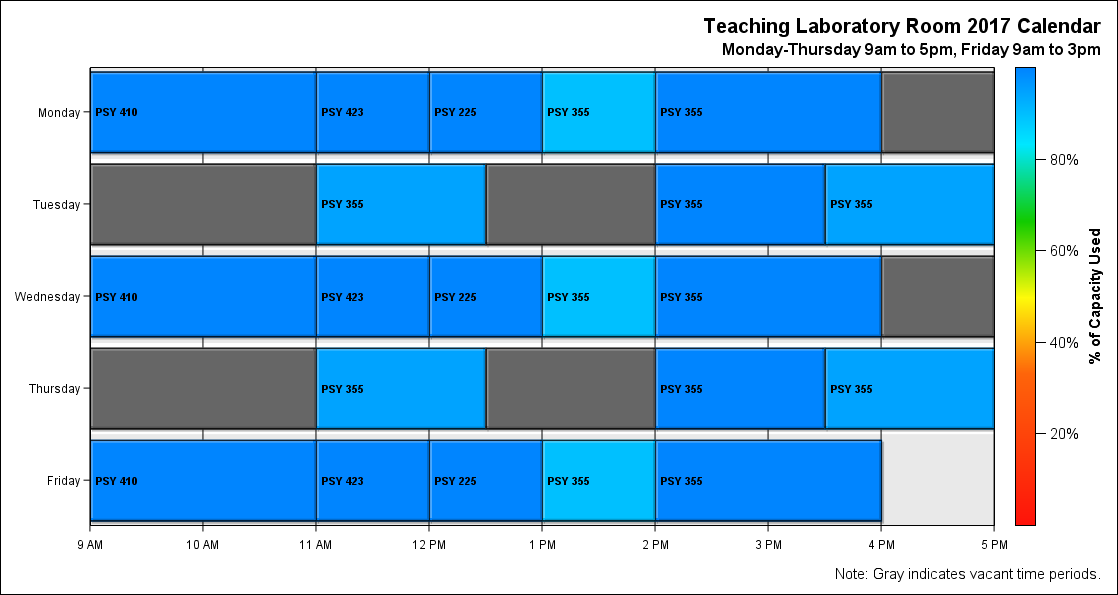 Teaching Laboratory Room 2017 Calendar
Monday-Thursday 9am to 5pm, Friday 9am to 3pm
Monday
PSY 410 PSY 423 PSY 225 PSY 355 PSY 355
Tuesday
PSY 355 PSY 355 PSY 355
Wednesday
PSY 410 PSY 423 PSY 225 PSY 355 PSY 355
Thursday
PSY 355 PSY 355 PSY 355
Friday
PSY 410 PSY 423 PSY 225 PSY 355 PSY 355
9 AM 10 AM 11 AM 12 PM 1 PM 2 PM 3 PM 4 PM 5 PM
80%
60%
40%
20%
% of Capacity Used
Note: Gray indicates vacant time periods.